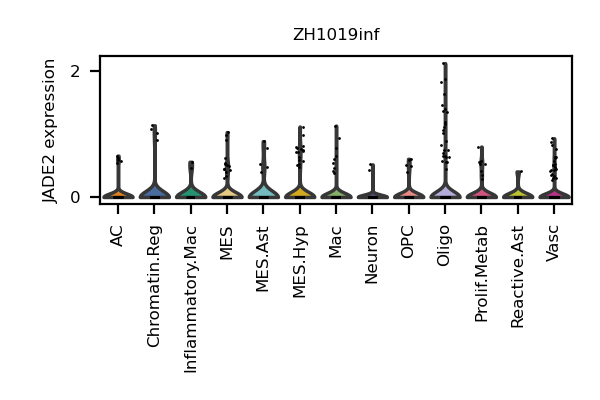 ZH1019inf
JADE2 expression
2
0
AC
Chromatin.Reg
Inflammatory.Mac
MES
MES.Ast
MES.Hyp
Mac
Neuron
OPC
Oligo
Prolif.Metab
Reactive.Ast
Vasc